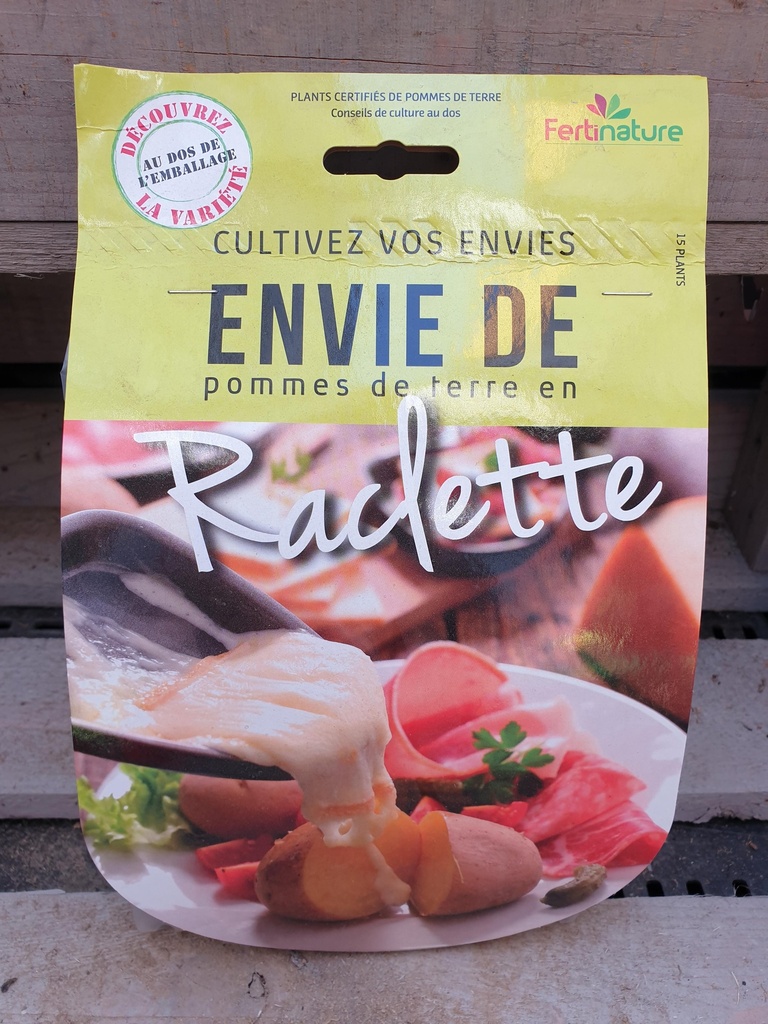 PLANTS CERTIFIÉS DE POMMES DE TERRE
Conseils de culture au dos
Fertinature
DÉCOUVREZ
AU DOS DE
L'EMBALLAGE
LA VARIÉTÉ
CULTIVEZ VOS ENVIES
15 PLANTS
ENVIE DE
pommes de terre en
Raclette